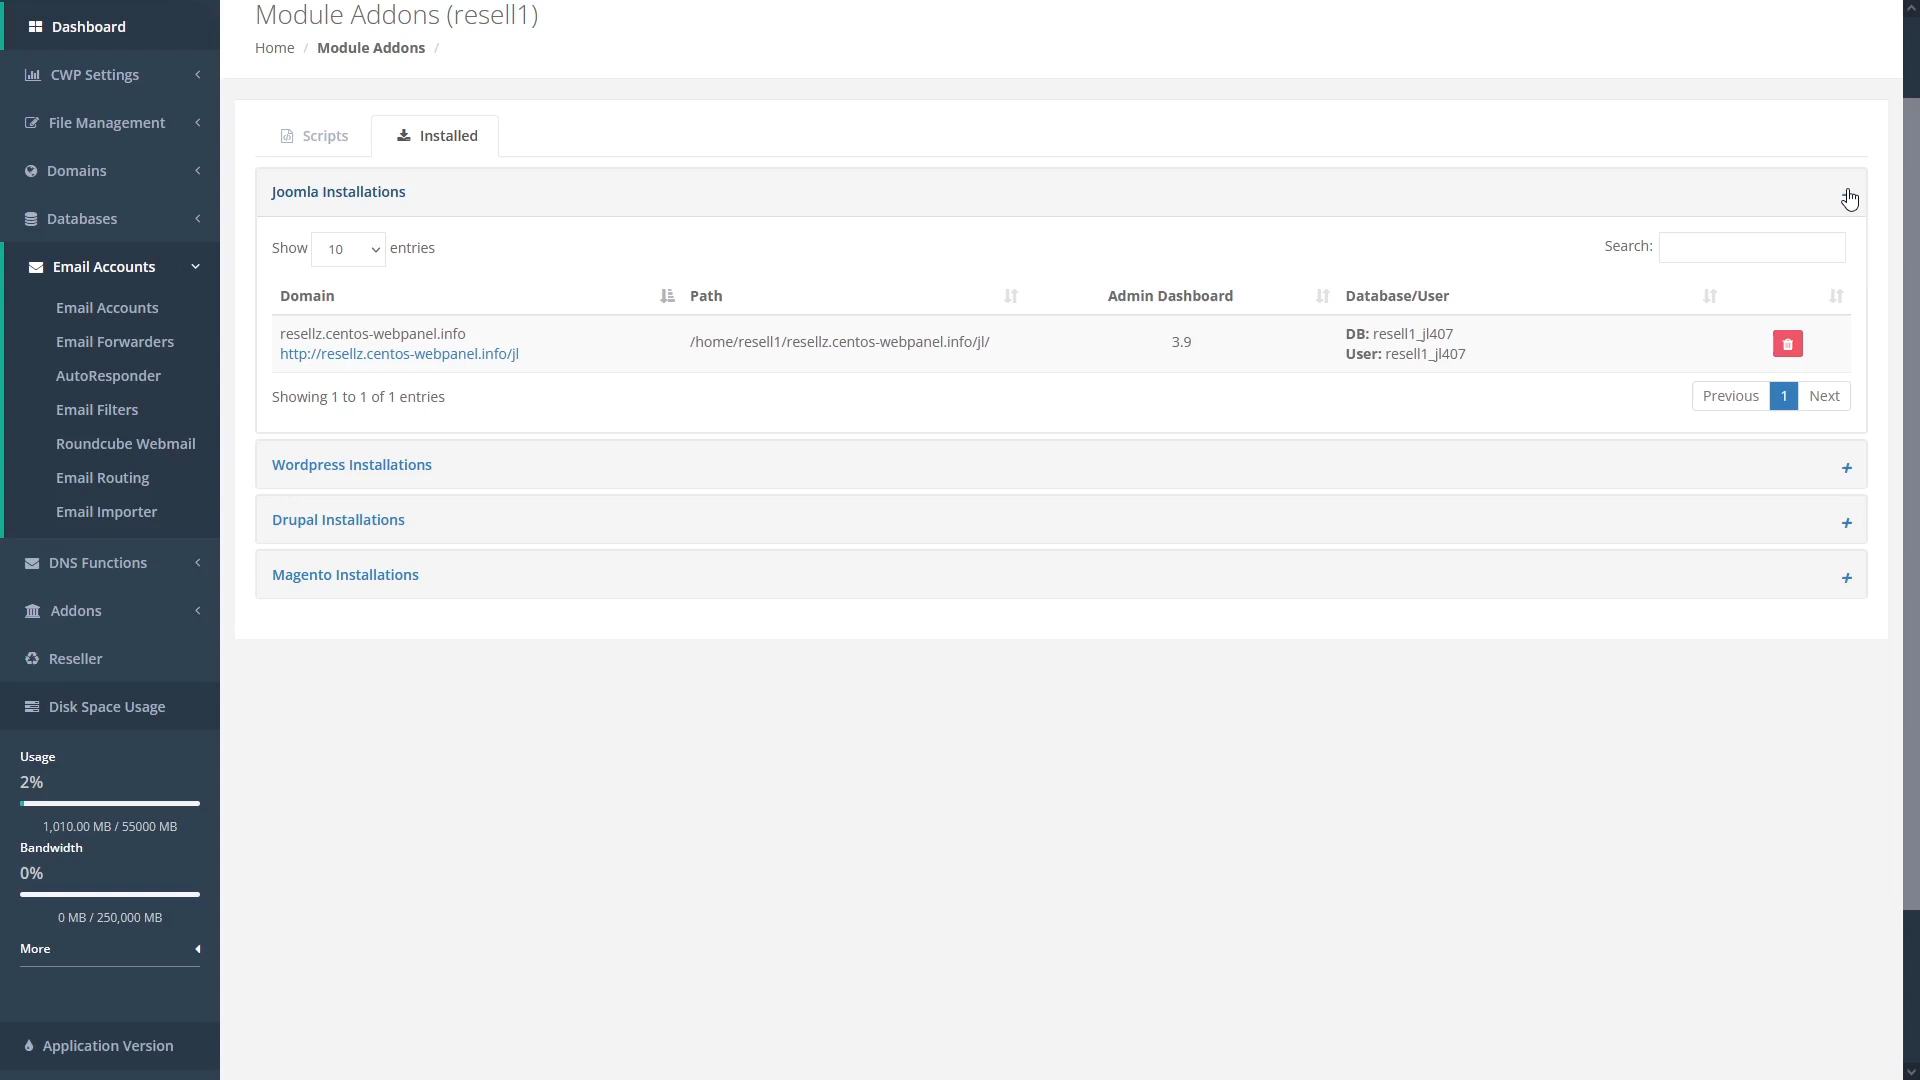 Dashboard
CWP Settings
File Management
Domains
Databases
Email Accounts
Email Accounts
Email Forwarders
AutoResponder
Email Filters
Roundcube Webmail
Email Routing
Email Importer
DNS Functions
Addons
Reseller
Disk Space Usage
Usage
2%
1,010.00 MB / 55000 MB
Bandwidth
0%
0 MB / 250,000 MB
More
Application Version
Module Addons (resell1)
Home / Module Addons /
Scripts
Installed
Joomla Installations
Show 10 entries
Search:
Domain Path Admin Dashboard Database/User
resellz.centos-webpanel.info
http://resellz.centos-webpanel.info/jl
/home/resell1/resellz.centos-webpanel.info/jl/
3.9
DB: resell1_jl407
User: resell1_jl407
Showing 1 to 1 of 1 entries
Previous 1 Next
Wordpress Installations +
Drupal Installations +
Magento Installations +